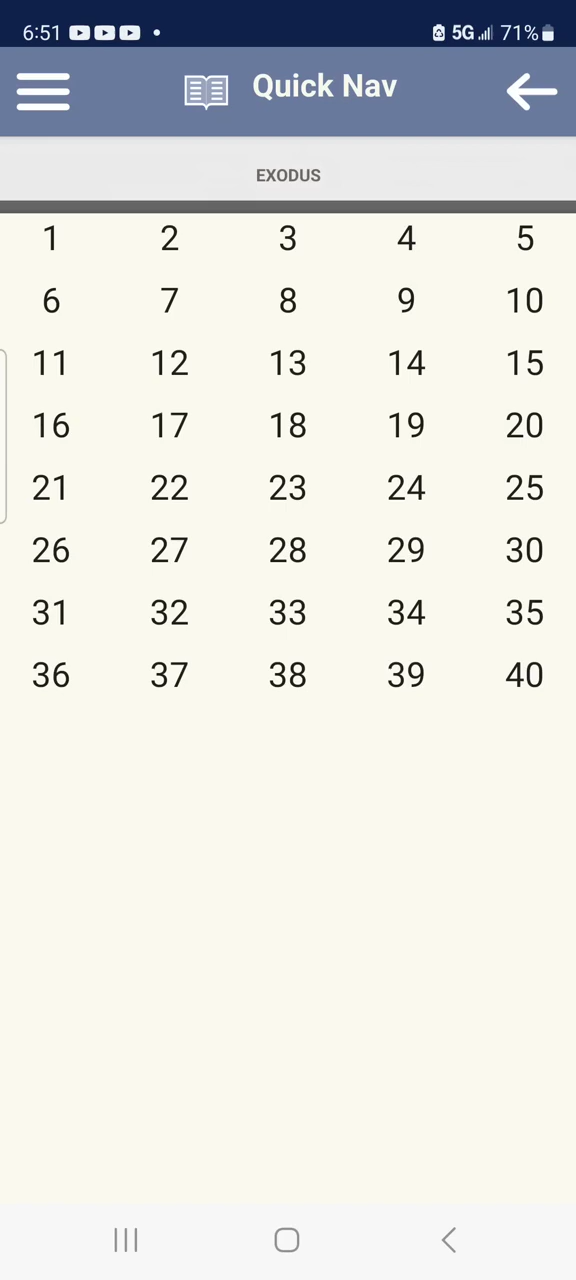 6:51 5G 71%
Quick Nav
EXODUS
1 2 3 4 5
6 7 8 9 10
11 12 13 14 15
16 17 18 19 20
21 22 23 24 25
26 27 28 29 30
31 32 33 34 35
36 37 38 39 40